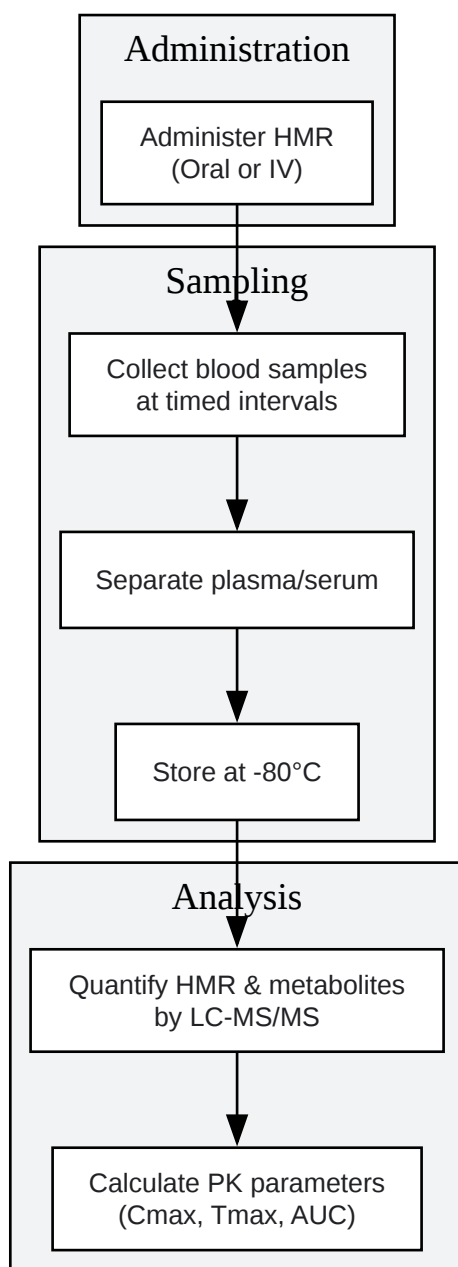 Administration
Administer HMR
(Oral or IV)
Sampling
Collect blood samples
at timed intervals
Separate plasma/serum
Store at -80°C
Analysis
Quantify HMR & metabolites
by LC-MS/MS
Calculate PK parameters
(Cmax, Tmax, AUC)